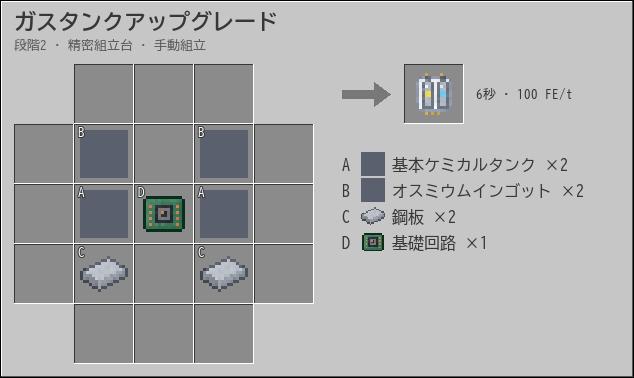 ガスタンクアップグレード
段階2 · 精密組立台 · 手動組立
6秒 · 100 FE/t
B
B
A
D
A
C
C
A 基本ケミカルタンク ×2
B オスミウムインゴット ×2
C 鋼板 ×2
D 基礎回路 ×1